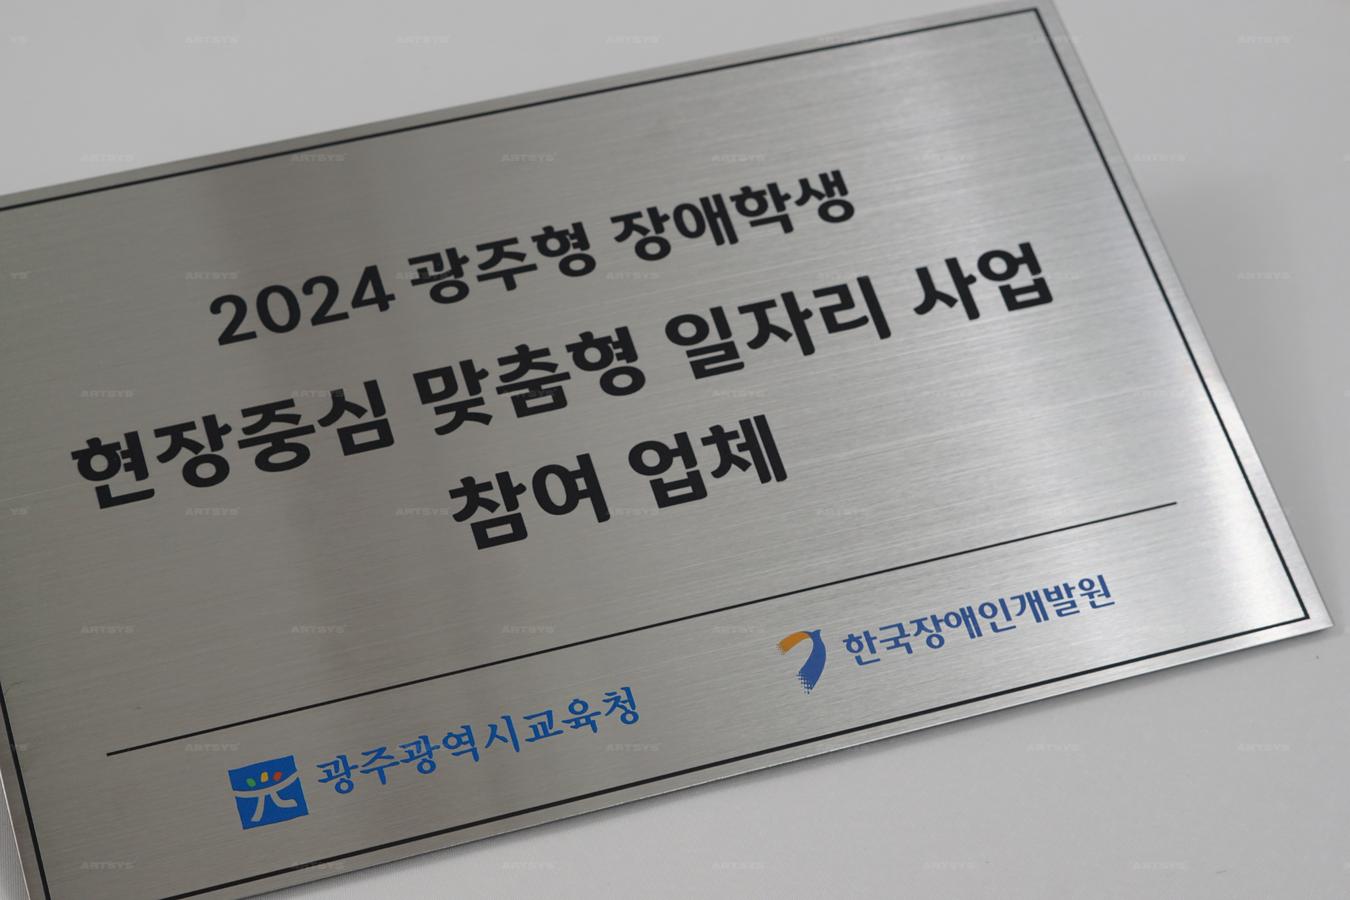 2024 광주형 장애학생
현장중심 맞춤형 일자리 사업
참여 업체
광주광역시교육청
한국장애인개발원
ARTSYS